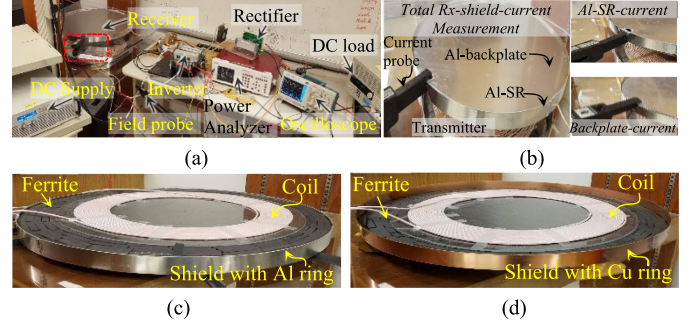 Receiver
Rectifier
DC load
DC Supply
Inverter
Field probe
Power
Analyzer
Oscilloscope
(a)
Total Rx-shield-current
Measurement
Current
probe
Al-backplate
Al-SR
Transmitter
Al-SR-current
Backplate-current
(b)
Ferrite
Coil
Shield with Al ring
(c)
Ferrite
Coil
Shield with Cu ring
(d)